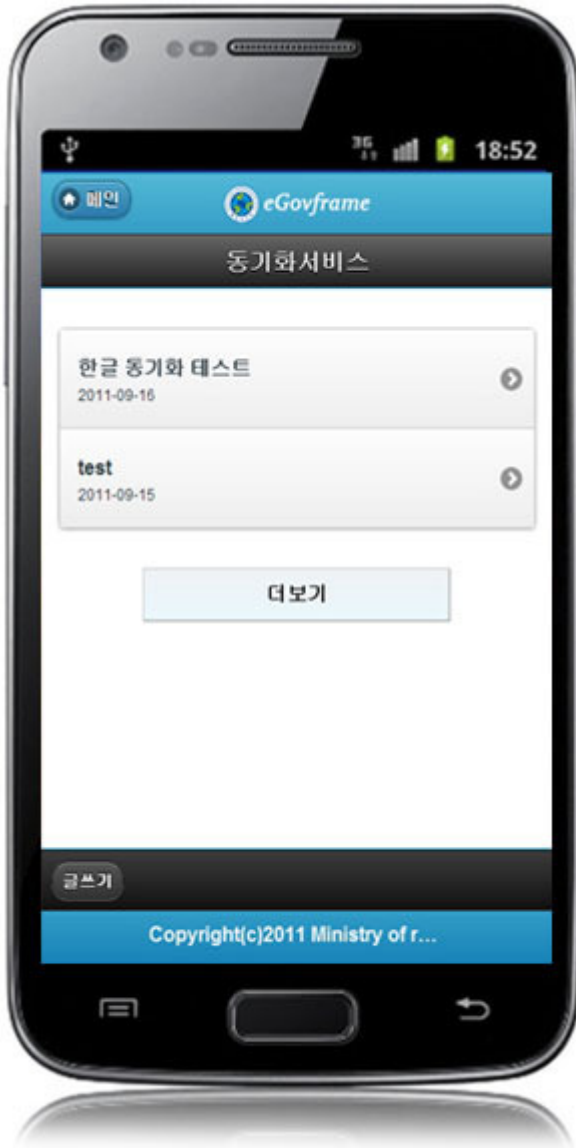 3G
18:52
메인
eGovframe
동기화서비스
한글 동기화 테스트
2011-09-16
test
2011-09-15
더보기
글쓰기
Copyright(c)2011 Ministry of r...